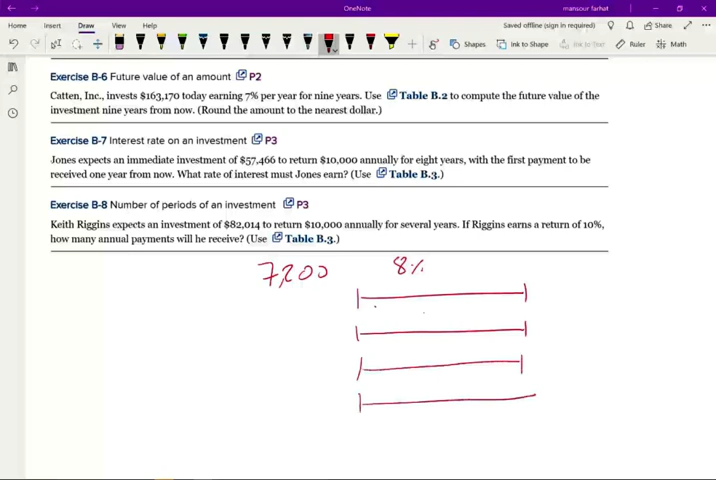 OneNote
mansour farhat
Home Insert Draw View Help
Saved offline (sign in required)
Share
Shapes
Ink to Shape
Ink to Text
Ruler
Math
Exercise B-6 Future value of an amount P2
Catten, Inc., invests $163,170 today earning 7% per year for nine years. Use Table B.2 to compute the future value of the
investment nine years from now. (Round the amount to the nearest dollar.)
Exercise B-7 Interest rate on an investment P3
Jones expects an immediate investment of $57,466 to return $10,000 annually for eight years, with the first payment to be
received one year from now. What rate of interest must Jones earn? (Use Table B.3.)
Exercise B-8 Number of periods of an investment P3
Keith Riggins expects an investment of $82,014 to return $10,000 annually for several years. If Riggins earns a return of 10%,
how many annual payments will he receive? (Use Table B.3.)
7,200 8%